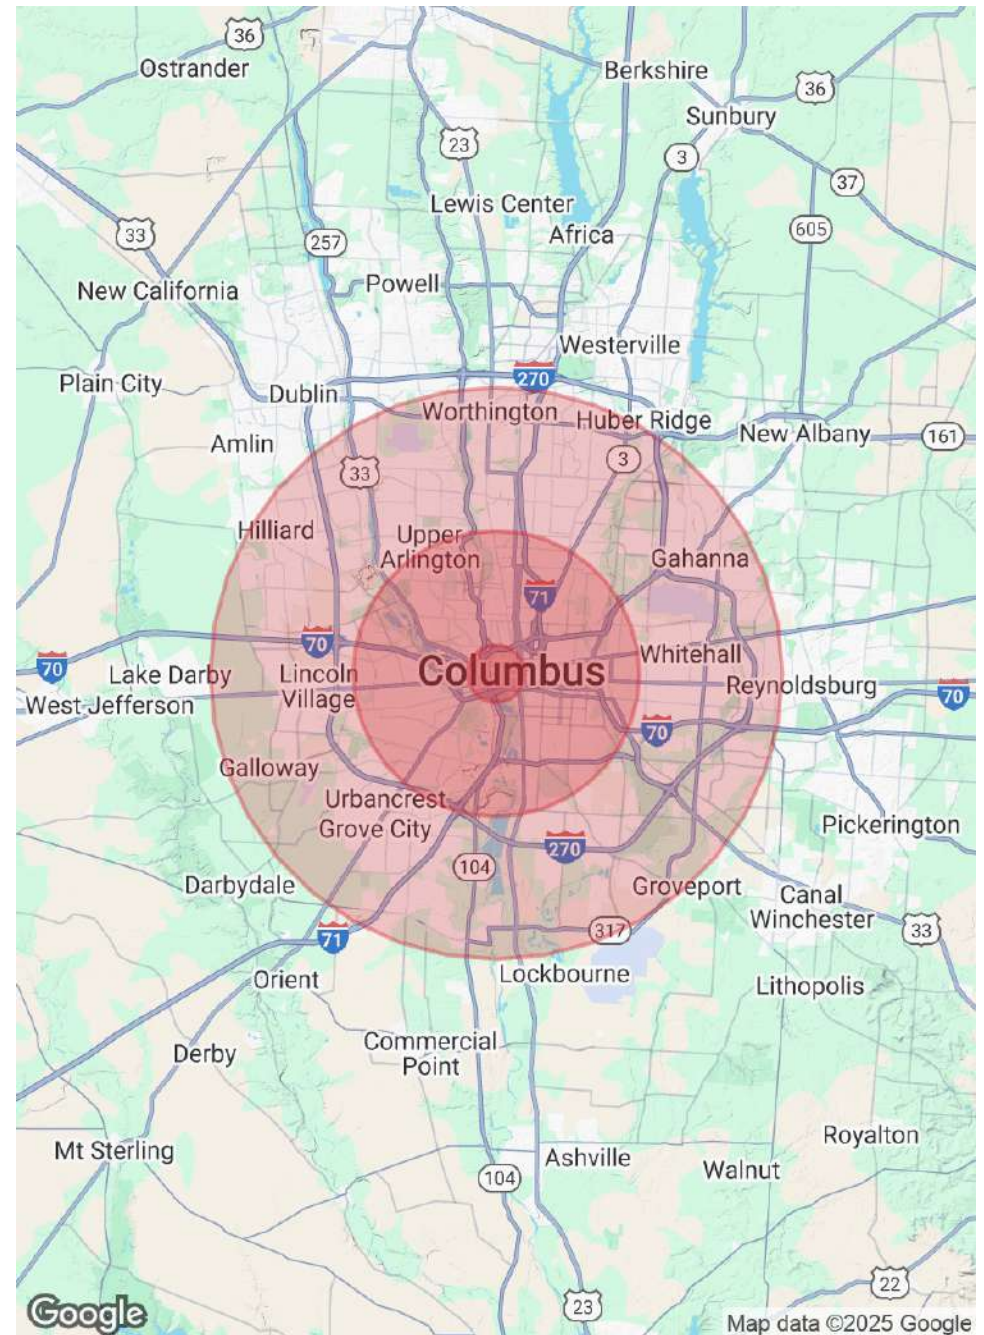 36
Ostrander
Berkshire
36
Sunbury
23
3
37
Lewis Center
33
257
Africa
605
New California
Powell
Westerville
270
Plain City
Dublin
Worthington
Huber Ridge
New Albany
161
Amlin
33
3
Hilliard
Upper
Arlington
Gahanna
71
70
70
Columbus
Whitehall
Lake Darby
Lincoln
Village
Reynoldsburg
70
West Jefferson
70
Galloway
Urbancrest
Grove City
Pickerington
270
104
Darbydale
Groveport
Canal
Winchester
71
317
33
Orient
Lockbourne
Lithopolis
Derby
Commercial
Point
Mt Sterling
Royalton
Ashville
Walnut
104
22
23
Google
Map data ©2025 Google